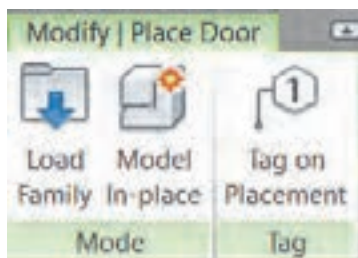 Modify | Place Door
Load Family
Model In-place
1
Tag on Placement
Mode
Tag